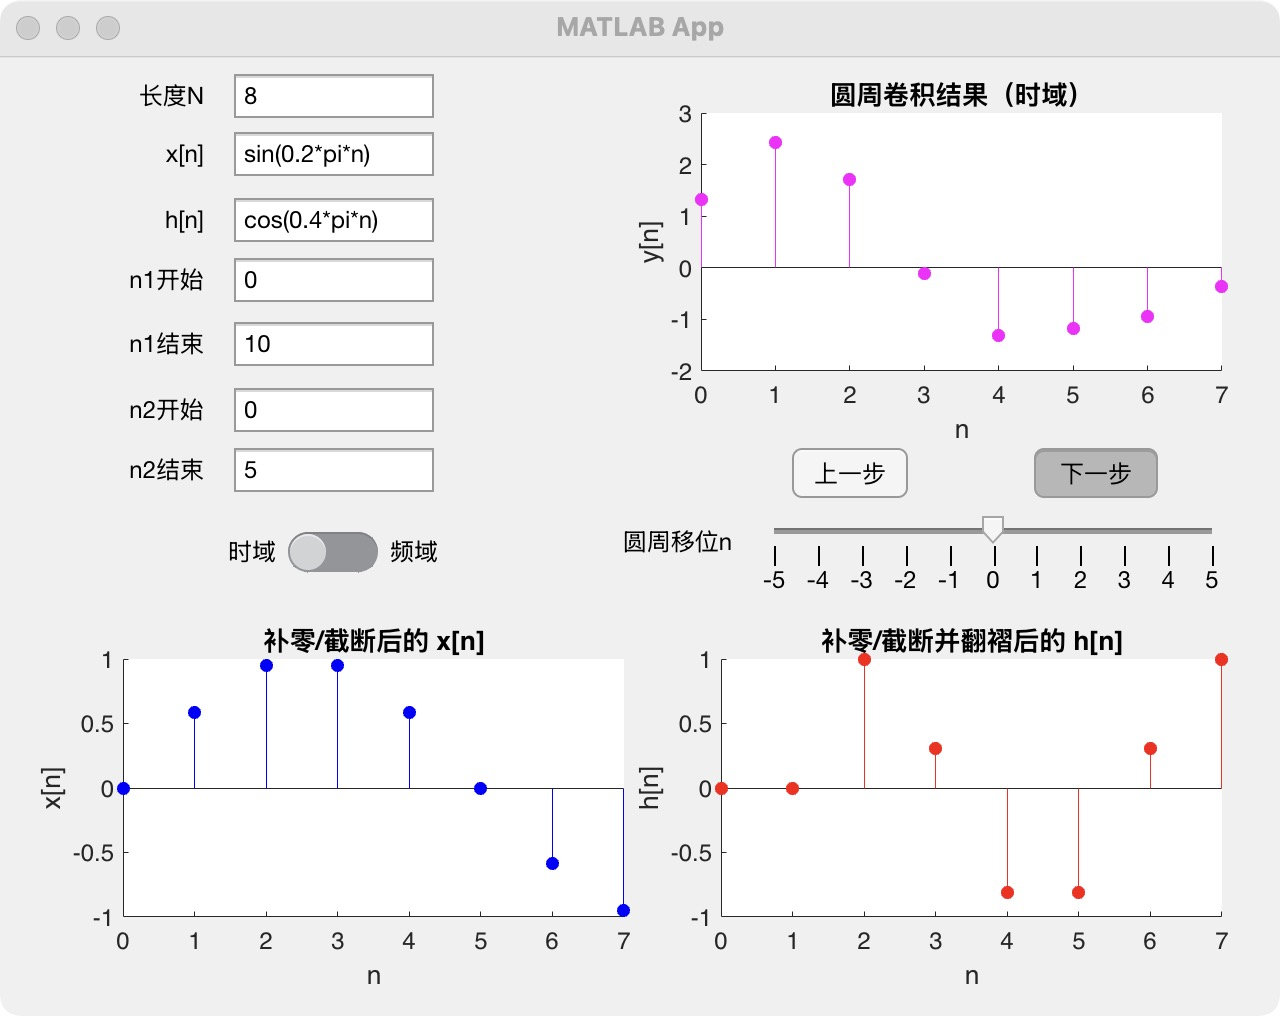 MATLAB App
长度N
8
x[n]
sin(0.2*pi*n)
h[n]
cos(0.4*pi*n)
n1开始
0
n1结束
10
n2开始
0
n2结束
5
时域
频域
圆周卷积结果（时域）
3
2
1
0
-1
-2
y[n]
0 1 2 3 4 5 6 7
n
上一步
下一步
圆周移位n
-5 -4 -3 -2 -1 0 1 2 3 4 5
补零/截断后的 x[n]
1
0.5
0
-0.5
-1
x[n]
0 1 2 3 4 5 6 7
n
补零/截断并翻褶后的 h[n]
1
0.5
0
-0.5
-1
h[n]
0 1 2 3 4 5 6 7
n